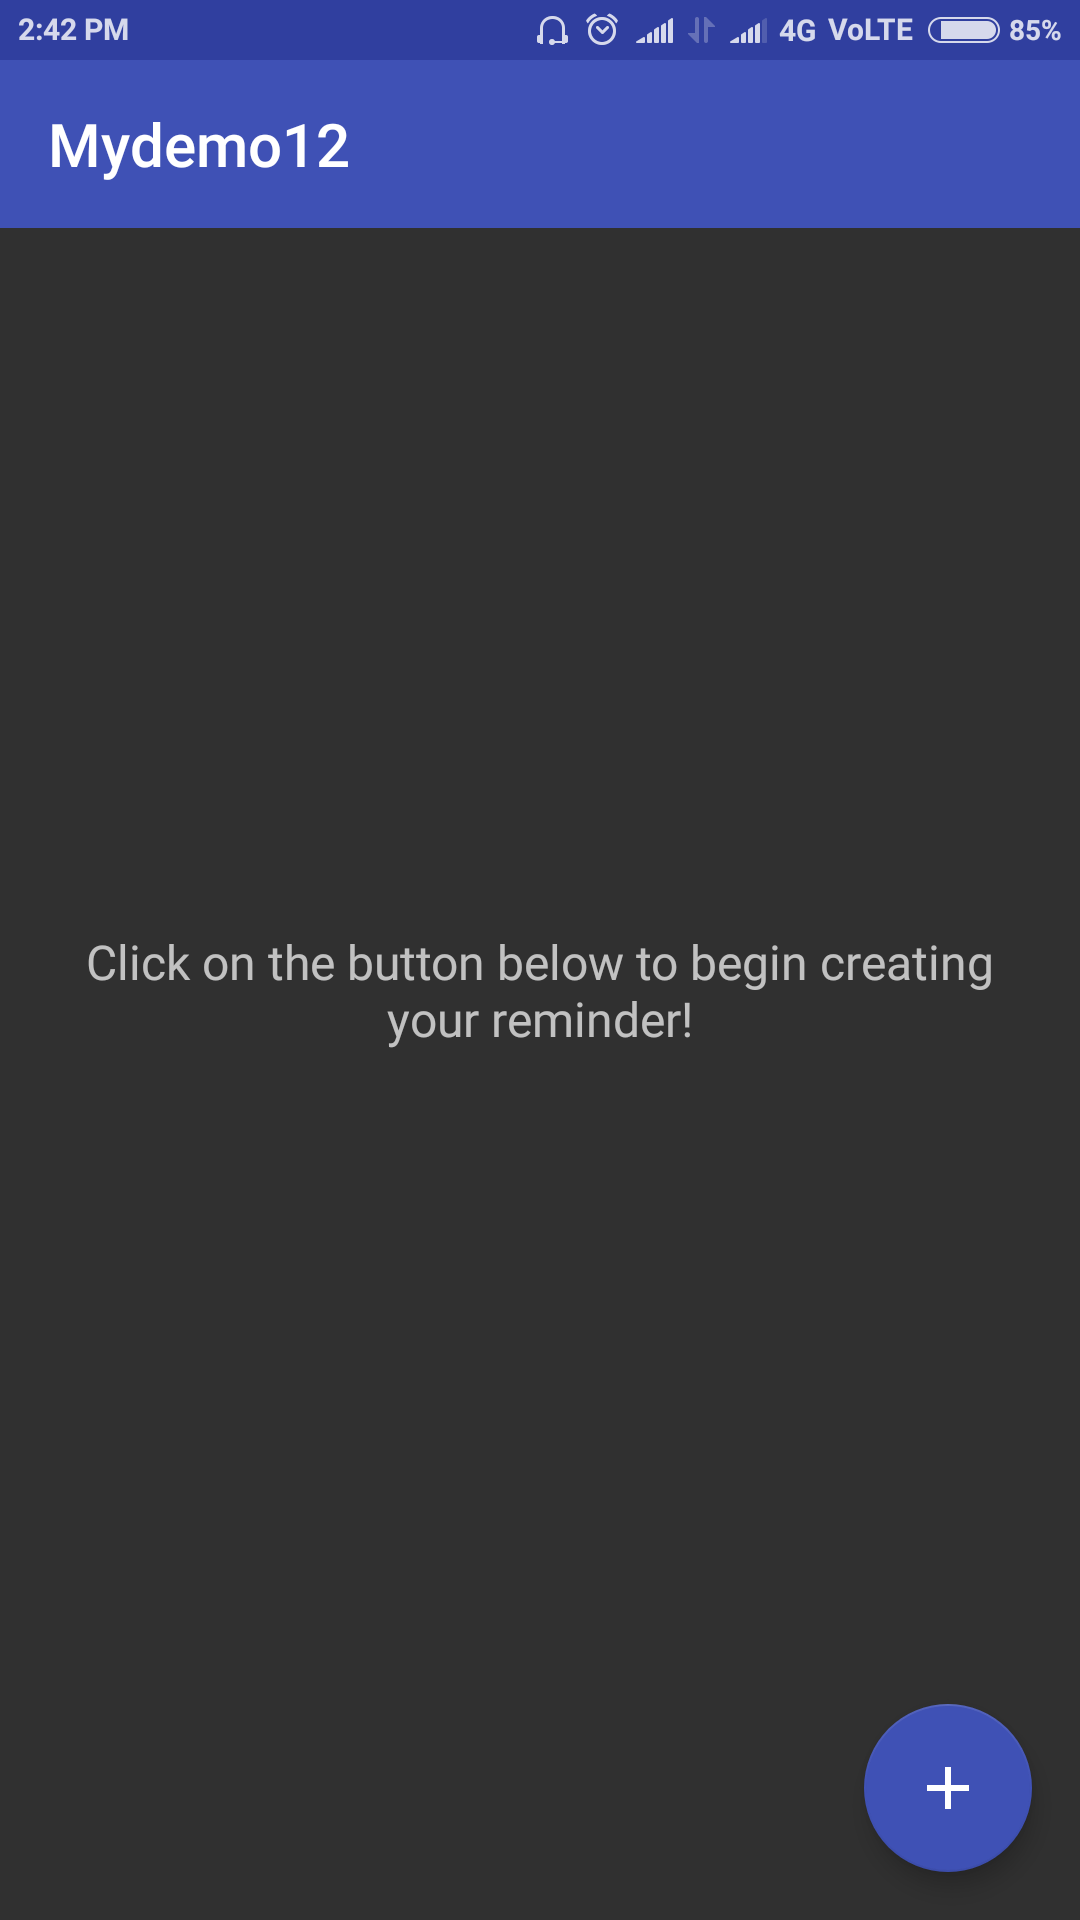 2:42 PM 4G VoLTE 85%
Mydemo12
Click on the button below to begin creating
your reminder!